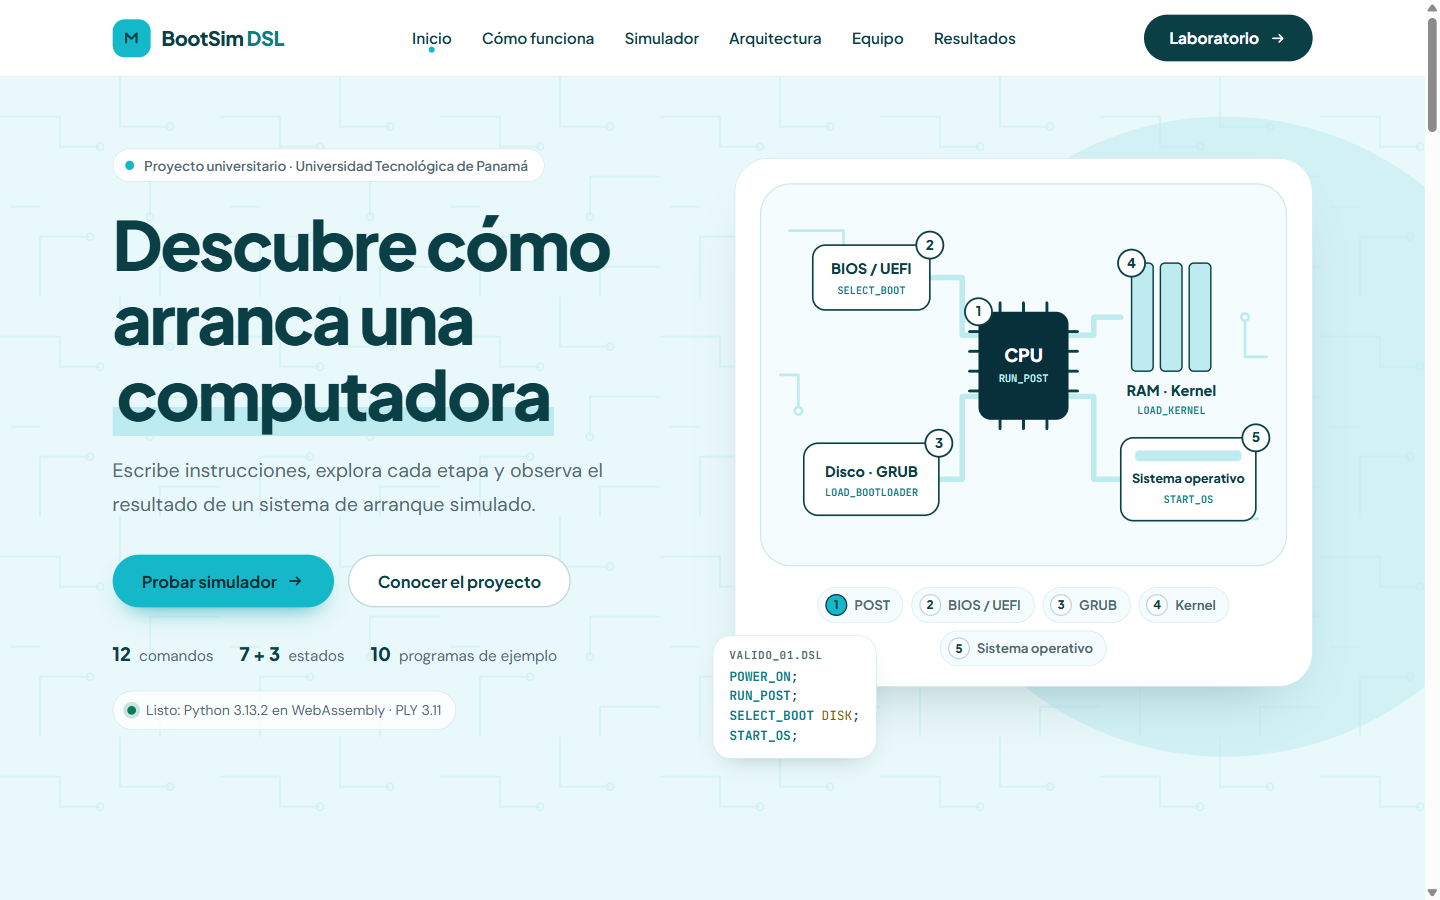 BootSim DSL
Inicio
Cómo funciona
Simulador
Arquitectura
Equipo
Resultados
Laboratorio
Proyecto universitario · Universidad Tecnológica de Panamá
Descubre cómo
arranca una
computadora
Escribe instrucciones, explora cada etapa y observa el
resultado de un sistema de arranque simulado.
Probar simulador →
Conocer el proyecto
12 comandos
7 + 3 estados
10 programas de ejemplo
Listo: Python 3.13.2 en WebAssembly · PLY 3.11
2
BIOS / UEFI
SELECT_BOOT
1
CPU
RUN_POST
4
RAM · Kernel
LOAD_KERNEL
3
Disco · GRUB
LOAD_BOOTLOADER
5
Sistema operativo
START_OS
1 POST
2 BIOS / UEFI
3 GRUB
4 Kernel
5 Sistema operativo
VALIDO_01.DSL
POWER_ON;
RUN_POST;
SELECT_BOOT DISK;
START_OS;